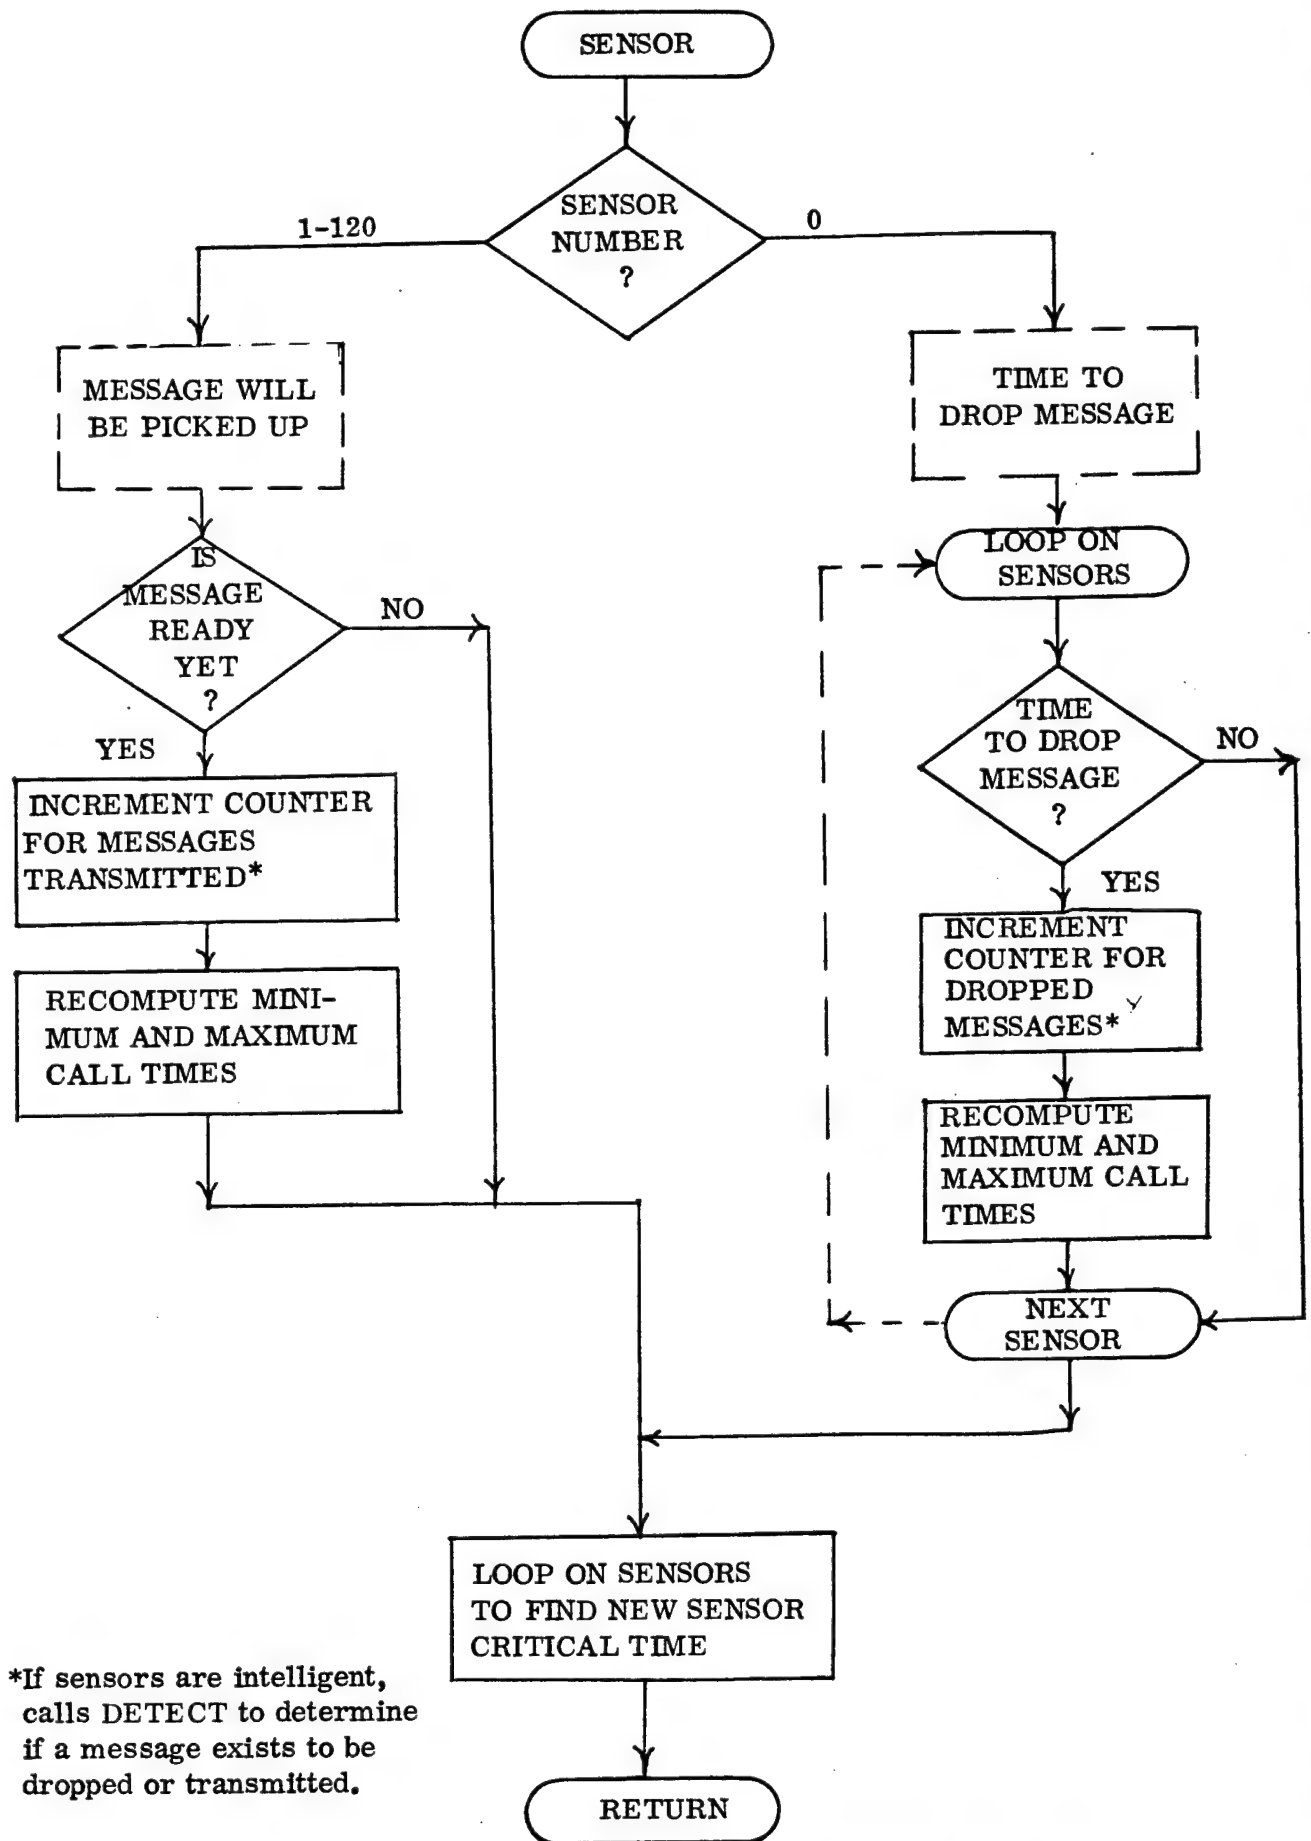 SENSOR
SENSOR
NUMBER
?
1-120
0
MESSAGE WILL
BE PICKED UP
TIME TO
DROP MESSAGE
IS
MESSAGE
READY
YET
?
NO
YES
INCREMENT COUNTER
FOR MESSAGES
TRANSMITTED*
RECOMPUTE MINI-
MUM AND MAXIMUM
CALL TIMES
LOOP ON
SENSORS
TIME
TO DROP
MESSAGE
?
NO
YES
INCREMENT
COUNTER FOR
DROPPED
MESSAGES*
RECOMPUTE
MINIMUM AND
MAXIMUM CALL
TIMES
NEXT
SENSOR
LOOP ON SENSORS
TO FIND NEW SENSOR
CRITICAL TIME
*If sensors are intelligent,
calls DETECT to determine
if a message exists to be
dropped or transmitted.
RETURN